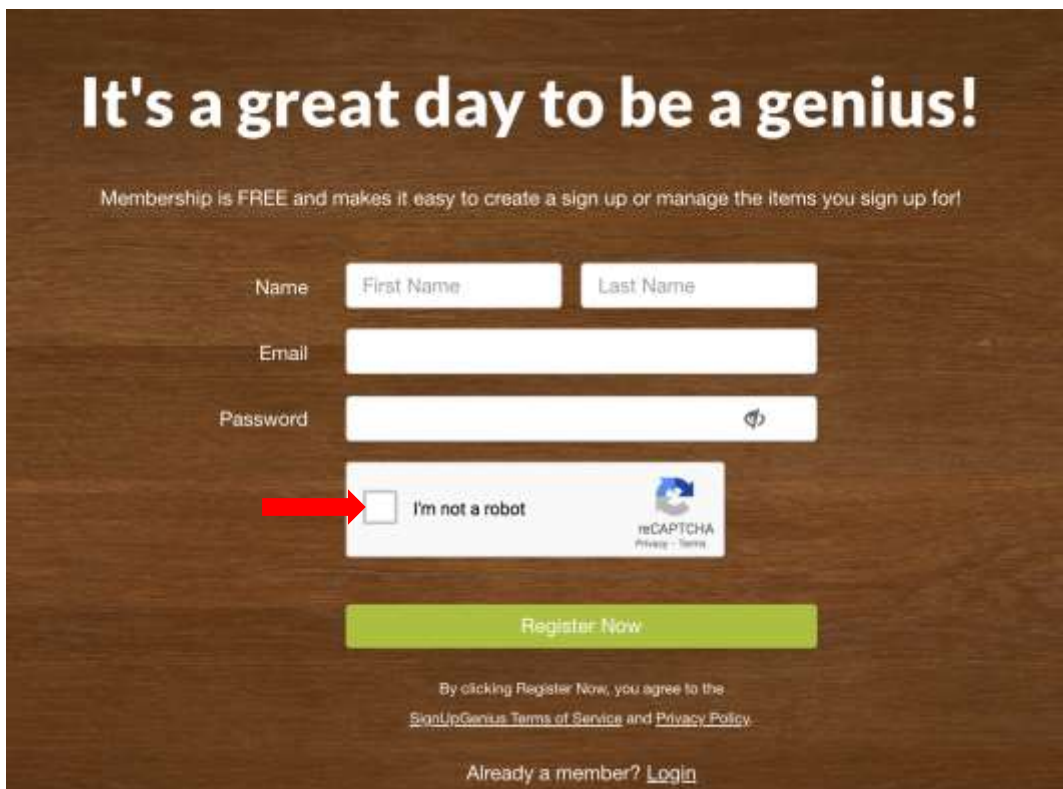 It's a great day to be a genius!
Membership is FREE and makes it easy to create a sign up or manage the items you sign up for!
Name First Name Last Name
Email
Password
I'm not a robot
reCAPTCHA
Privacy - Terms
Register Now
By clicking Register Now, you agree to the
SignUpGenius Terms of Service and Privacy Policy.
Already a member? Login